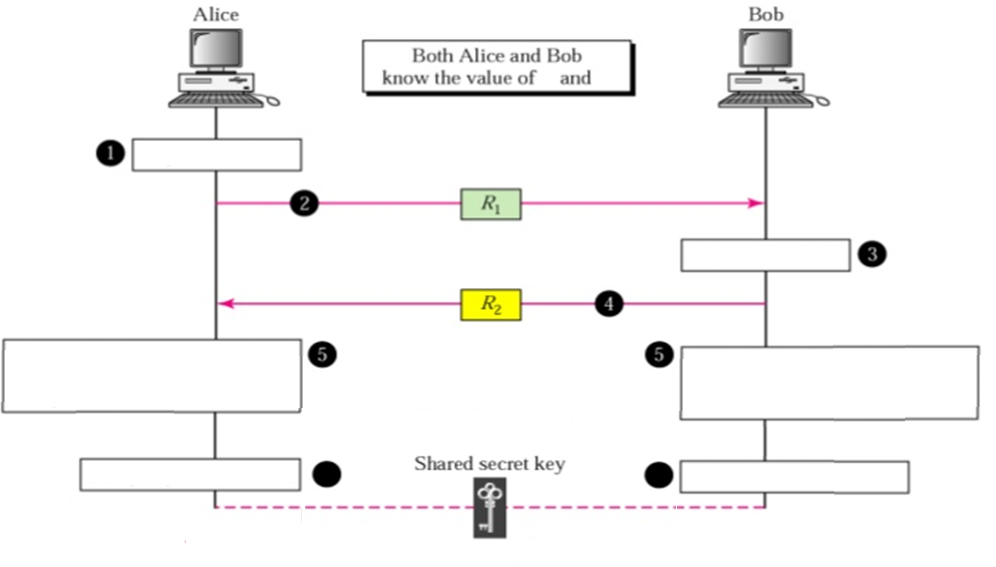 Alice
Bob
Both Alice and Bob
know the value of and
1
2
R₁
3
R₂
4
5
5
Shared secret key